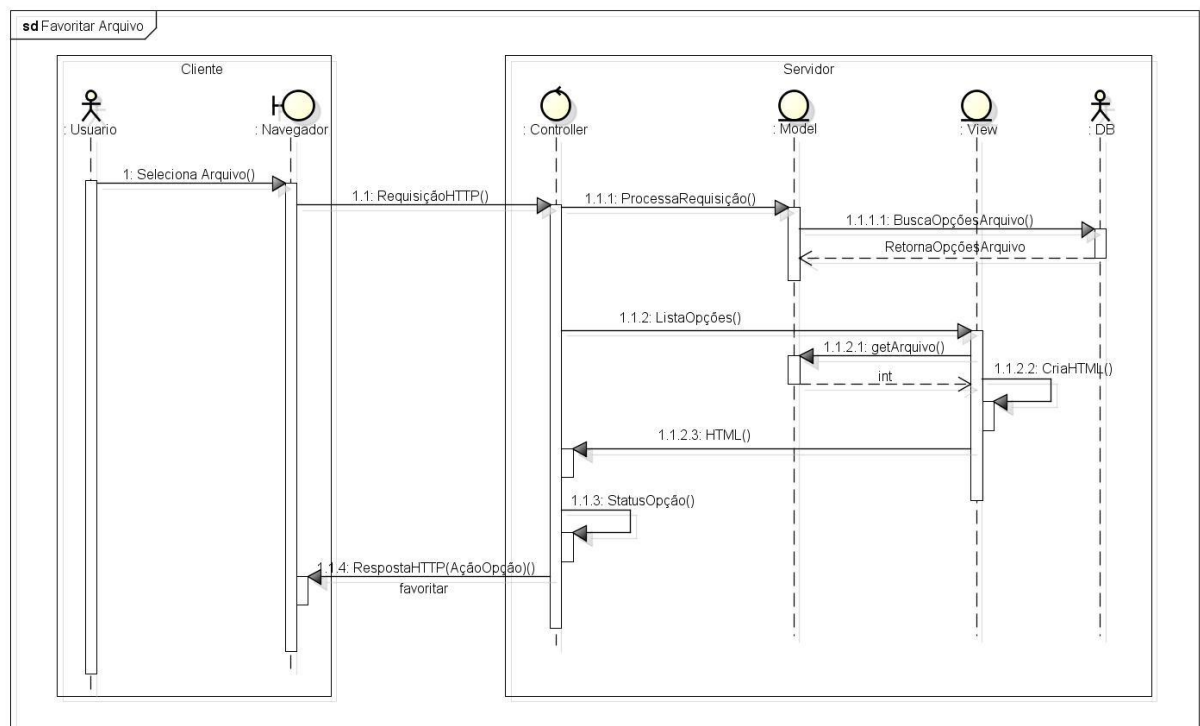 sd Favoritar Arquivo
Cliente
Servidor
: Usuario
: Navegador
: Controller
: Model
: View
: DB
1: Seleciona Arquivo()
1.1: RequisiçãoHTTP()
1.1.1: ProcessaRequisição()
1.1.1.1: BuscaOpçõesArquivo()
RetornaOpçõesArquivo
1.1.2: ListaOpções()
1.1.2.1: getArquivo()
int
1.1.2.2: CriaHTML()
1.1.2.3: HTML()
1.1.3: StatusOpção()
1.1.4: RespostaHTTP(AçãoOpção)()
favoritar